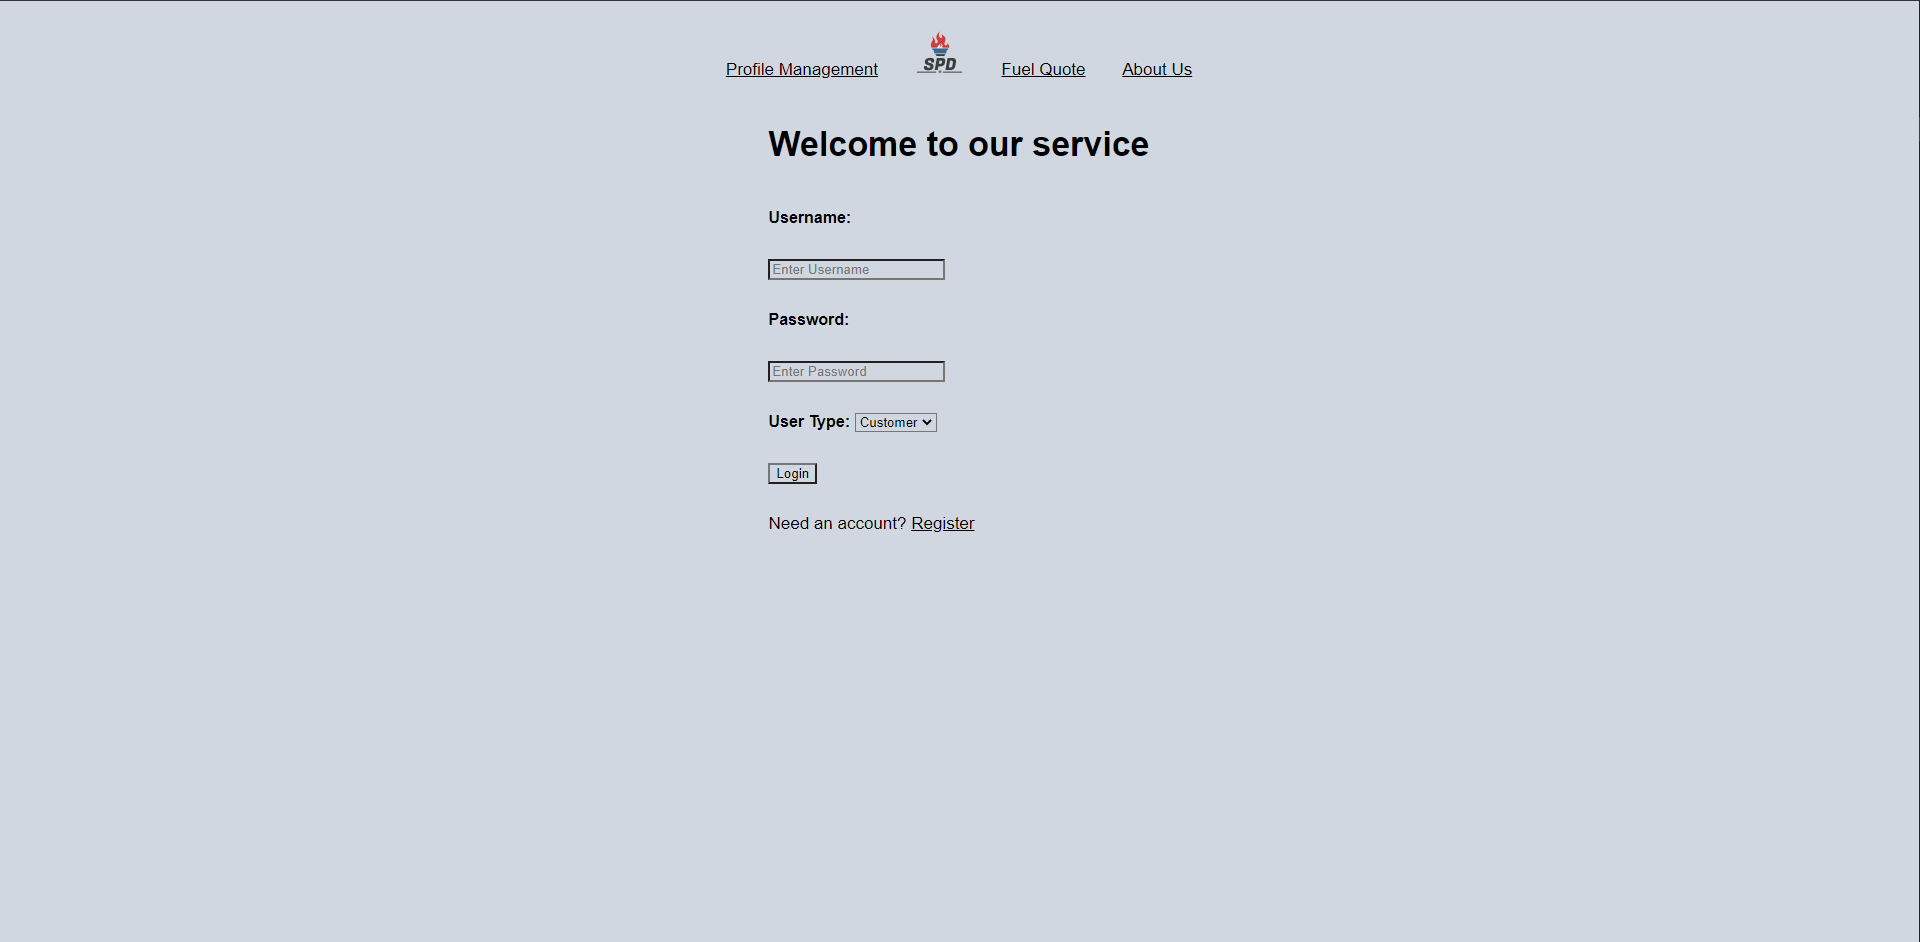 Profile Management SPD Fuel Quote About Us
Welcome to our service
Username:
Enter Username
Password:
Enter Password
User Type: Customer
Login
Need an account? Register